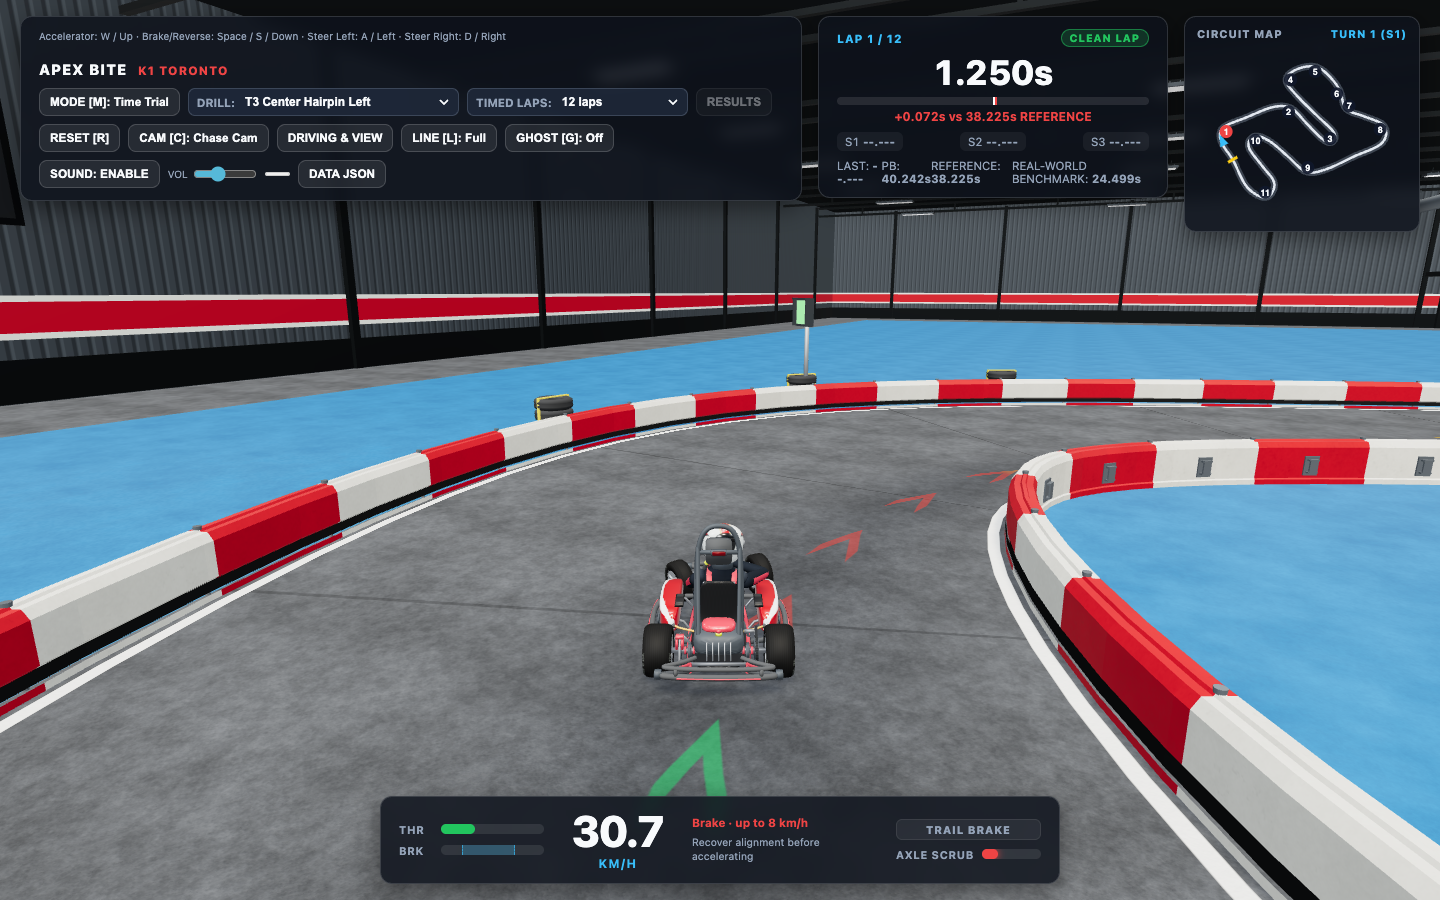 Accelerator: W / Up · Brake/Reverse: Space / S / Down · Steer Left: A / Left · Steer Right: D / Right
APEX BITE K1 TORONTO
MODE [M]: Time Trial DRILL: T3 Center Hairpin Left TIMED LAPS: 12 laps RESULTS
RESET [R] CAM [C]: Chase Cam DRIVING & VIEW LINE [L]: Full GHOST [G]: Off
SOUND: ENABLE VOL DATA JSON
LAP 1 / 12 CLEAN LAP
1.250s
+0.072s vs 38.225s REFERENCE
S1 --.--- S2 --.--- S3 --.---
LAST: - PB: REFERENCE: REAL-WORLD
-.--- 40.242s38.225s BENCHMARK: 24.499s
CIRCUIT MAP TURN 1 (S1)
5
4
6
7
2
1
8
3
10
9
11
THR
BRK
30.7
KM/H
Brake · up to 8 km/h
Recover alignment before
accelerating
TRAIL BRAKE
AXLE SCRUB